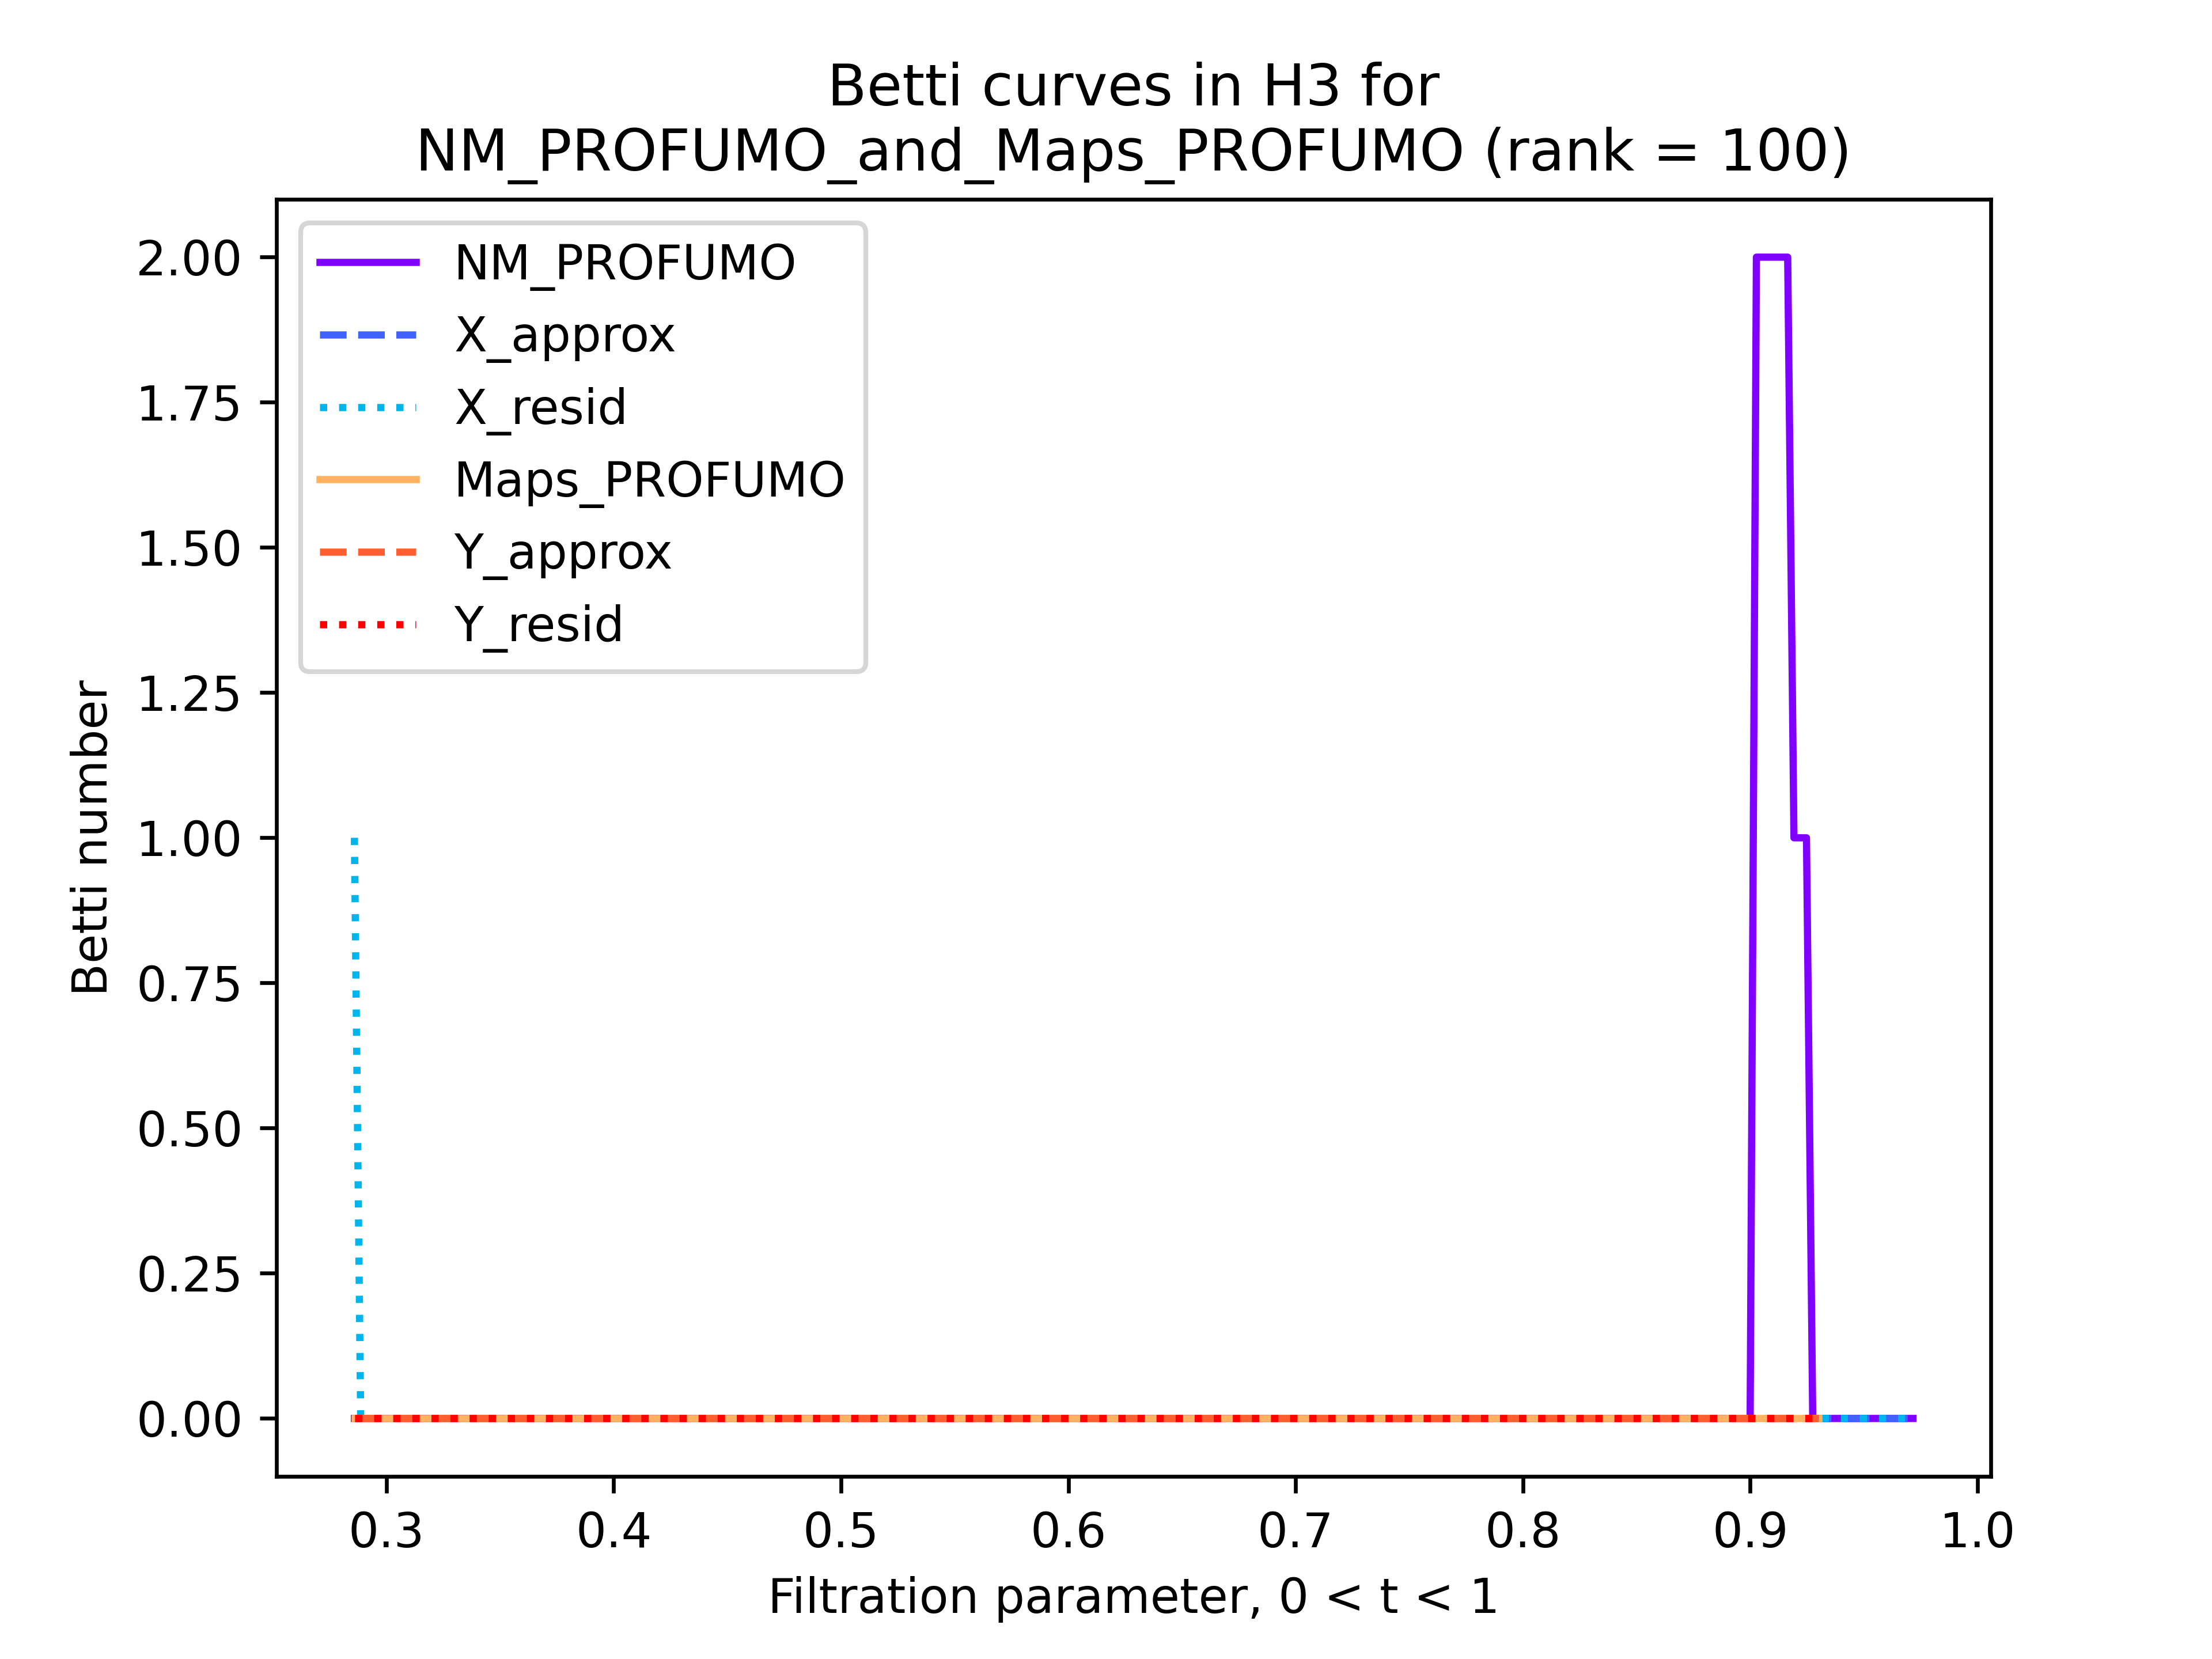 Betti curves in H3 for
NM_PROFUMO_and_Maps_PROFUMO (rank = 100)
2.00
1.75
1.50
1.25
1.00
0.75
0.50
0.25
0.00
Betti number
NM_PROFUMO
X_approx
X_resid
Maps_PROFUMO
Y_approx
Y_resid
0.3 0.4 0.5 0.6 0.7 0.8 0.9 1.0
Filtration parameter, 0 < t < 1